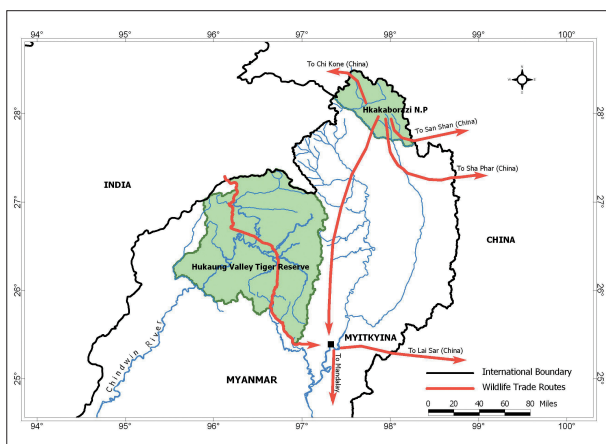 94° 95° 96° 97° 98° 99°
To Chi Kone (China)
28° 28°
Hkakaborazi N.P
To San Shan (China)
To Sha Phar (China)
INDIA
27° 27°
CHINA
Hukaung Valley Tiger Reserve
26° 26°
MYITKYINA
To Lai Sar (China)
Chindwin River
To Mandalay
25° 25°
MYANMAR
International Boundary
Wildlife Trade Routes
0 20 40 60 80
Miles
94° 95° 96° 97° 98° 99°